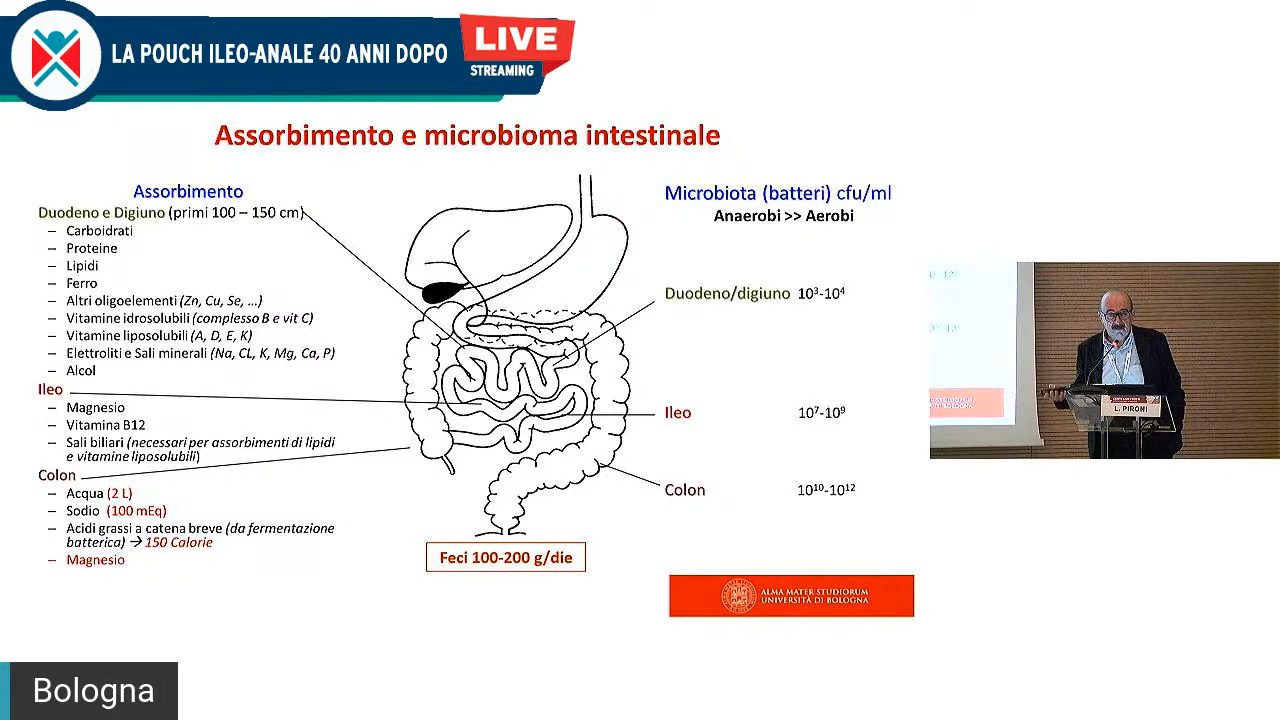 LA POUCH ILEO-ANALE 40 ANNI DOPO
LIVE
STREAMING
Assorbimento e microbioma intestinale
Assorbimento
Duodeno e Digiuno (primi 100 – 150 cm)
– Carboidrati
– Proteine
– Lipidi
– Ferro
– Altri oligoelementi (Zn, Cu, Se, ...)
– Vitamine idrosolubili (complesso B e vit C)
– Vitamine liposolubili (A, D, E, K)
– Elettroliti e Sali minerali (Na, CL, K, Mg, Ca, P)
– Alcol
Ileo
– Magnesio
– Vitamina B12
– Sali biliari (necessari per assorbimenti di lipidi
e vitamine liposolubili)
Colon
– Acqua (2 L)
– Sodio (100 mEq)
– Acidi grassi a catena breve (da fermentazione
batterica) → 150 Calorie
– Magnesio
Feci 100-200 g/die
Microbiota (batteri) cfu/ml
Anaerobi >> Aerobi
Duodeno/digiuno 10³-10⁴
Ileo 10⁷-10⁹
Colon 10¹⁰-10¹²
ALMA MATER STUDIORUM
UNIVERSITÀ DI BOLOGNA
L. PIRONI
Bologna